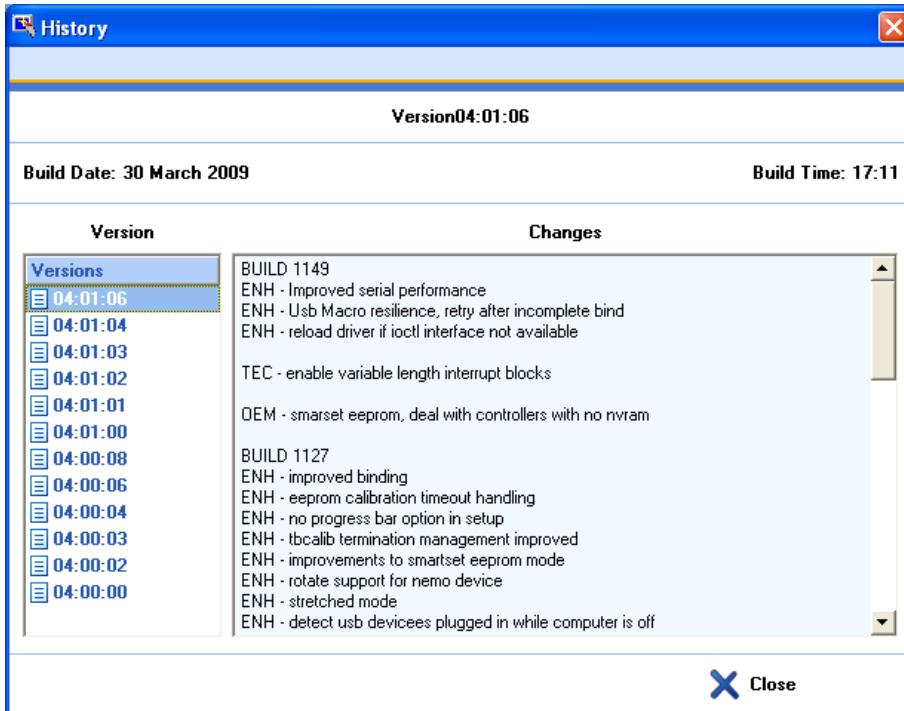 History
Version04:01:06
Build Date: 30 March 2009
Build Time: 17:11
Version
Changes
Versions
04:01:06
04:01:04
04:01:03
04:01:02
04:01:01
04:01:00
04:00:08
04:00:06
04:00:04
04:00:03
04:00:02
04:00:00
BUILD 1149
ENH - Improved serial performance
ENH - Usb Macro resilience, retry after incomplete bind
ENH - reload driver if ioctl interface not available
TEC - enable variable length interrupt blocks
OEM - smarset eeprom, deal with controllers with no nvram
BUILD 1127
ENH - improved binding
ENH - eeprom calibration timeout handling
ENH - no progress bar option in setup
ENH - tbcalib termination management improved
ENH - improvements to smartset eeprom mode
ENH - rotate support for nemo device
ENH - stretched mode
ENH - detect usb devicees plugged in while computer is off
Close